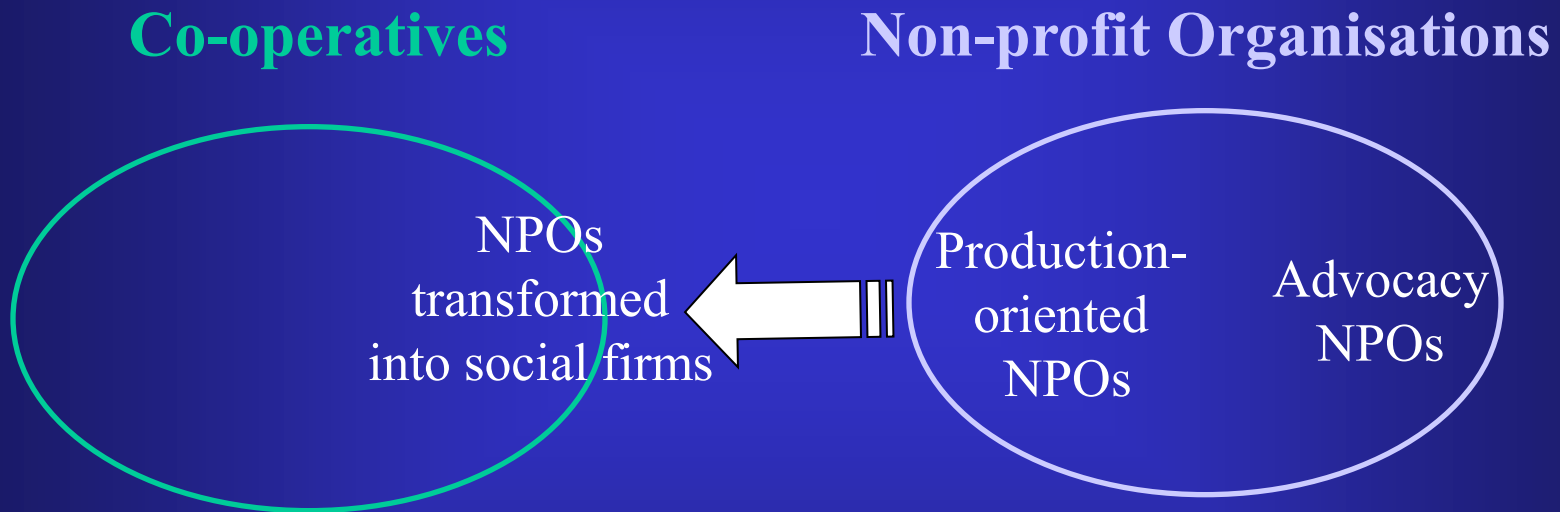 Co-operatives
Non-profit Organisations
NPOs
transformed
into social firms
Production-
oriented
NPOs
Advocacy
NPOs